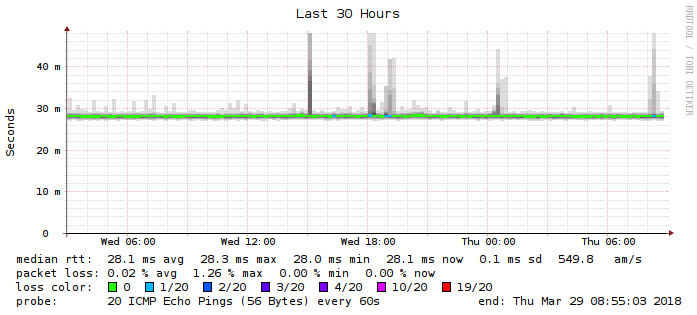 Last 30 Hours
RRDTOOL / TOBI OETIKER
Seconds
40 m
30 m
20 m
10 m
0
Wed 06:00 Wed 12:00 Wed 18:00 Thu 00:00 Thu 06:00
median rtt: 28.1 ms avg 28.3 ms max 28.0 ms min 28.1 ms now 0.1 ms sd 549.8 am/s
packet loss: 0.02 % avg 1.26 % max 0.00 % min 0.00 % now
loss color: 0 1/20 2/20 3/20 4/20 10/20 19/20
probe: 20 ICMP Echo Pings (56 Bytes) every 60s end: Thu Mar 29 08:55:03 2018